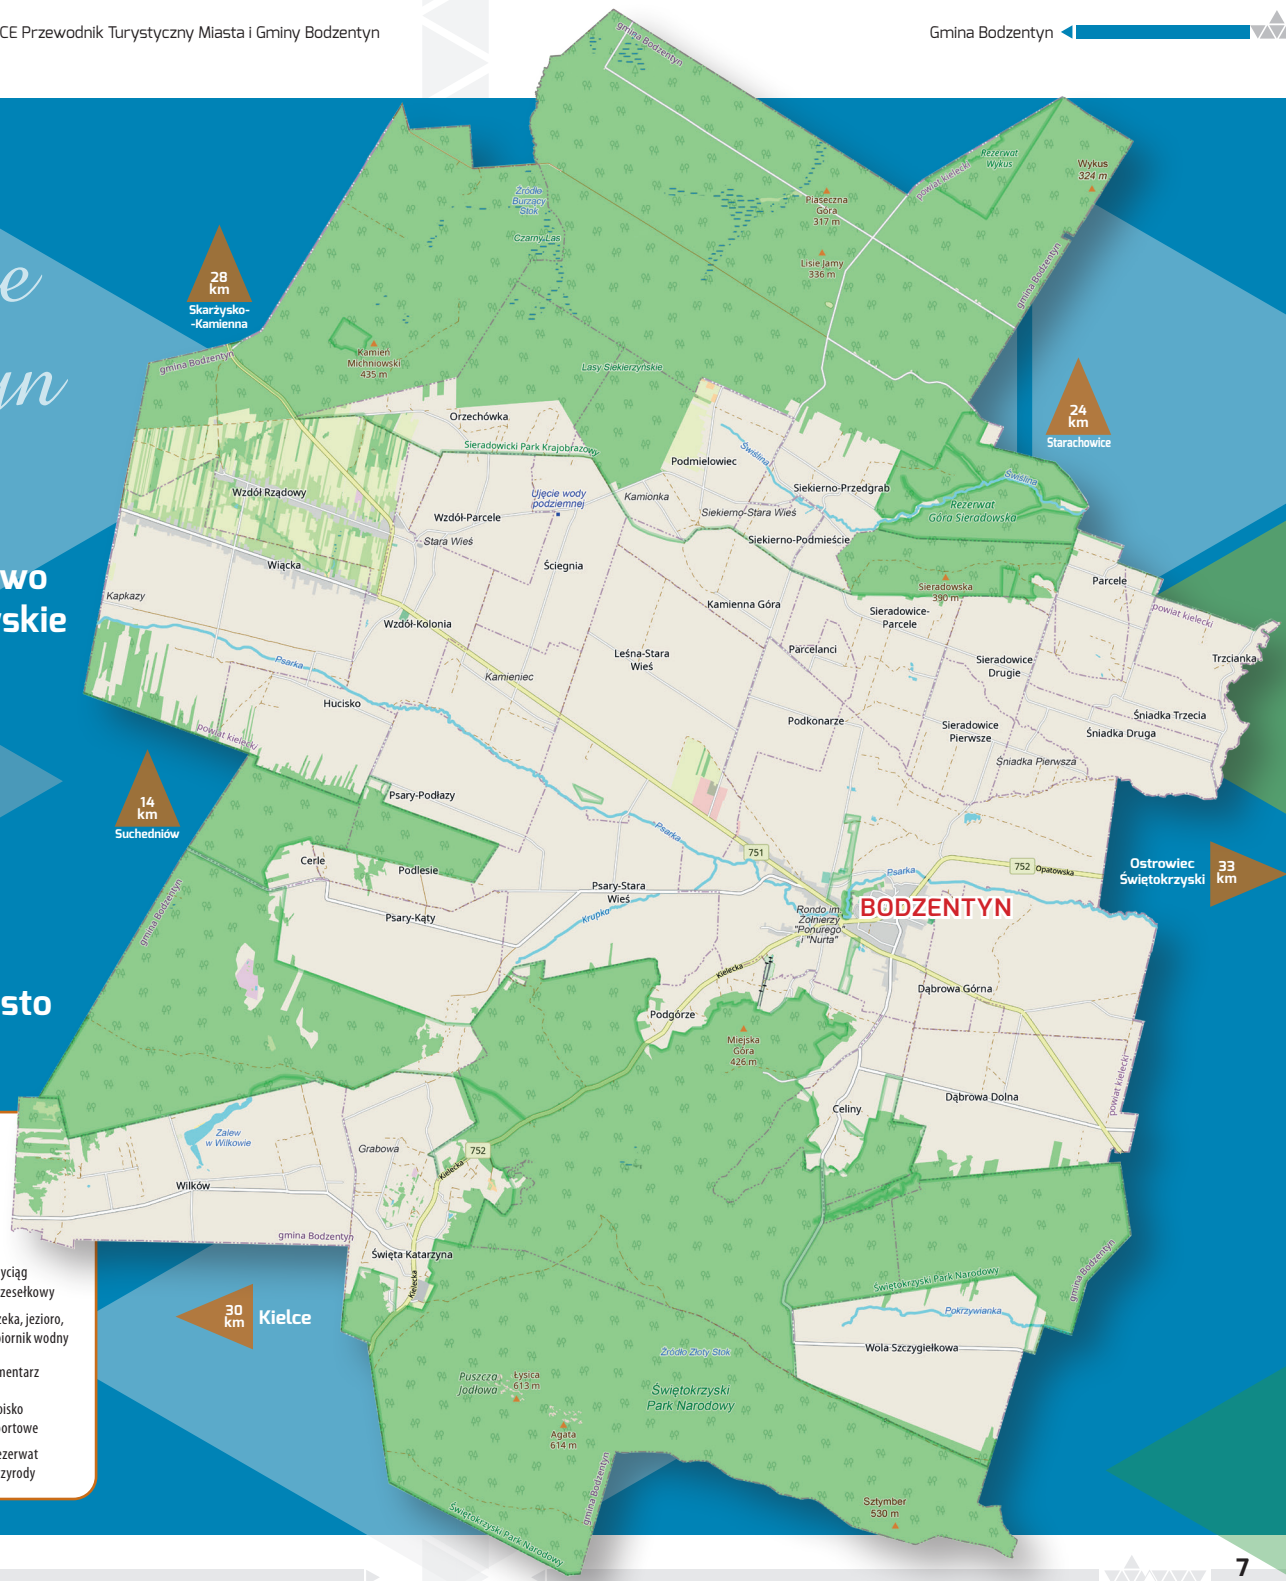 CE Przewodnik Turystyczny Miasta i Gminy Bodzentyn
Gmina Bodzentyn
gmina Bodzentyn
Rezerwat
Wykus
powiat kielecki
Wykus
324 m
Źródło
Burzący
Stok
Czarny Las
Piaseczna
Góra
317 m
Lisie Jamy
336 m
gmina Bodzentyn
e
28
km
Skarżysko-
-Kamienna
gmina Bodzentyn
Kamień
Michniowski
435 m
Lasy Siekierzyńskie
yn
24
km
Starachowice
Orzechówka
Sieradowicki Park Krajobrazowy
Podmielowiec
Świślina
Świślina
Wzdół Rządowy
Ujęcie wody
podziemnej
Kamionka
Siekierno-Przedgrab
Rezerwat
Góra Sieradowska
Wzdół-Parcele
Siekierno-Stara Wieś
Stara Wieś
Siekierno-Podmieście
Wiącka
Ściegnia
wo
skie
Kapkazy
Sieradowska
390 m
Parcele
powiat kielecki
Kamienna Góra
Sieradowice-
Parcele
Wzdół-Kolonia
Parcelanci
Leśna-Stara
Wieś
Sieradowice
Drugie
Trzcianka
Psarka
Kamieniec
Hucisko
Podkonarze
Sieradowice
Pierwsze
Śniadka Trzecia
Śniadka Druga
powiat kielecki
Śniadka Pierwsza
14
km
Suchedniów
Psary-Podłazy
Psarka
751
752
Opatowska
Cerle
Podlesie
Psarka
Ostrowiec
Świętokrzyski
33
km
Psary-Stara
Wieś
Psary-Kąty
Krupko
Rondo im.
Żołnierzy
"Ponurego"
i "Nurta"
BODZENTYN
gmina Bodzentyn
Kielecka
Dąbrowa Górna
sto
Podgórze
Miejska
Góra
426 m
powiat kielecki
Dąbrowa Dolna
Celiny
Zalew
w Wilkowie
Grabowa
752
Kielecka
Wilków
gmina Bodzentyn
Święta Katarzyna
Kielecka
Świętokrzyski Park Narodowy
gmina Bodzentyn
yciąg
rzesełkowy
zeka, jezioro,
biornik wodny
mentarz
oisko
portowe
ezerwat
zyrody
30
km
Kielce
Pokrzywianka
Wola Szczygiełkowa
Źródło Złoty Stok
Puszcza
Jodłowa
Łysica
613 m
Świętokrzyski
Park Narodowy
Agata
614 m
gmina Bodzentyn
Świętokrzyski Park Narodowy
Sztymber
530 m
7